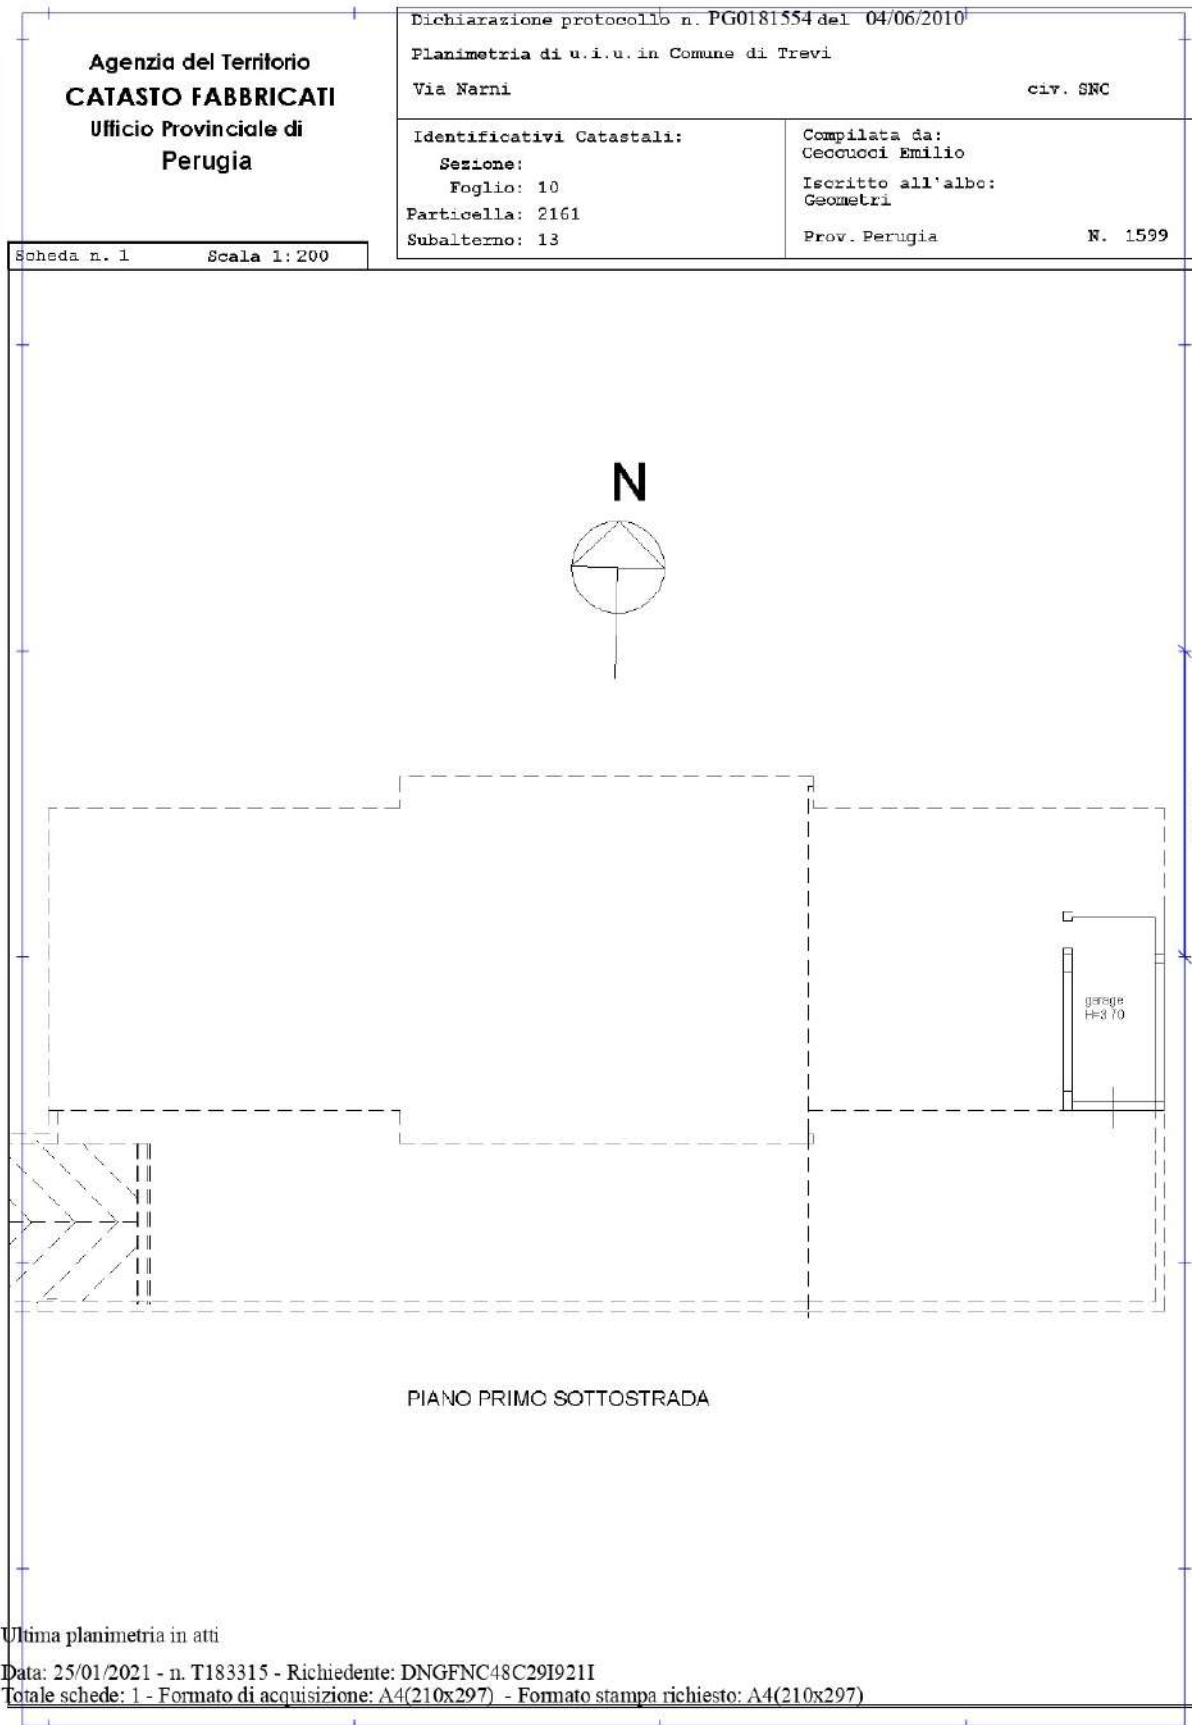 Agenzia del Territorio
CATASTO FABBRICATI
Ufficio Provinciale di
Perugia
Scheda n. 1 Scala 1:200
Dichiarazione protocollo n. PG0181554 del 04/06/2010
Planimetria di u.i.u. in Comune di Trevi
Via Narni civ. SNC
Identificativi Catastali:
Sezione:
Foglio: 10
Particella: 2161
Subalterno: 13
Compilata da:
Ceccucci Emilio
Iscritto all'albo:
Geometri
Prov. Perugia N. 1599
N
garage
H=3.70
PIANO PRIMO SOTTOSTRADA
Ultima planimetria in atti
Data: 25/01/2021 - n. T183315 - Richiedente: DNGFNC48C29I921I
Totale schede: 1 - Formato di acquisizione: A4(210x297) - Formato stampa richiesto: A4(210x297)